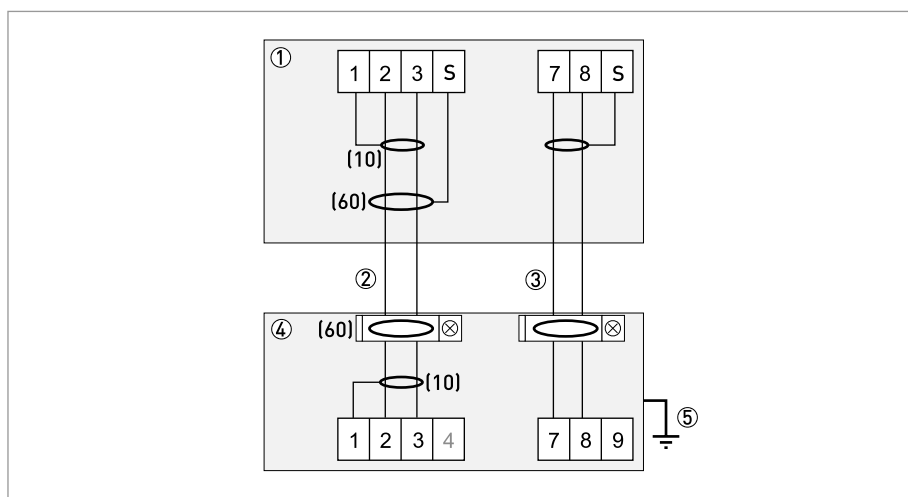 ①
1 2 3 S
7 8 S
(10)
(60)
②
③
④
(60)
(10)
⑤
1 2 3 4
7 8 9